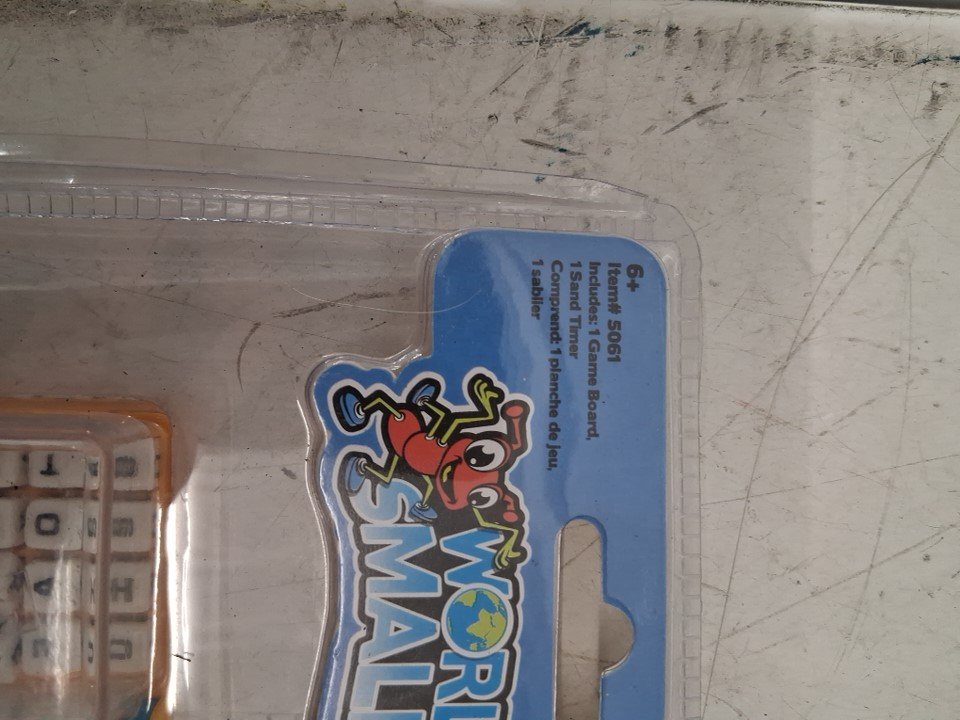 6+
Item# 5061
Includes: 1 Game Board,
1 Sand Timer
Comprend: 1 planche de jeu,
1 sablier
WORL
SMALL
T
O
A
H